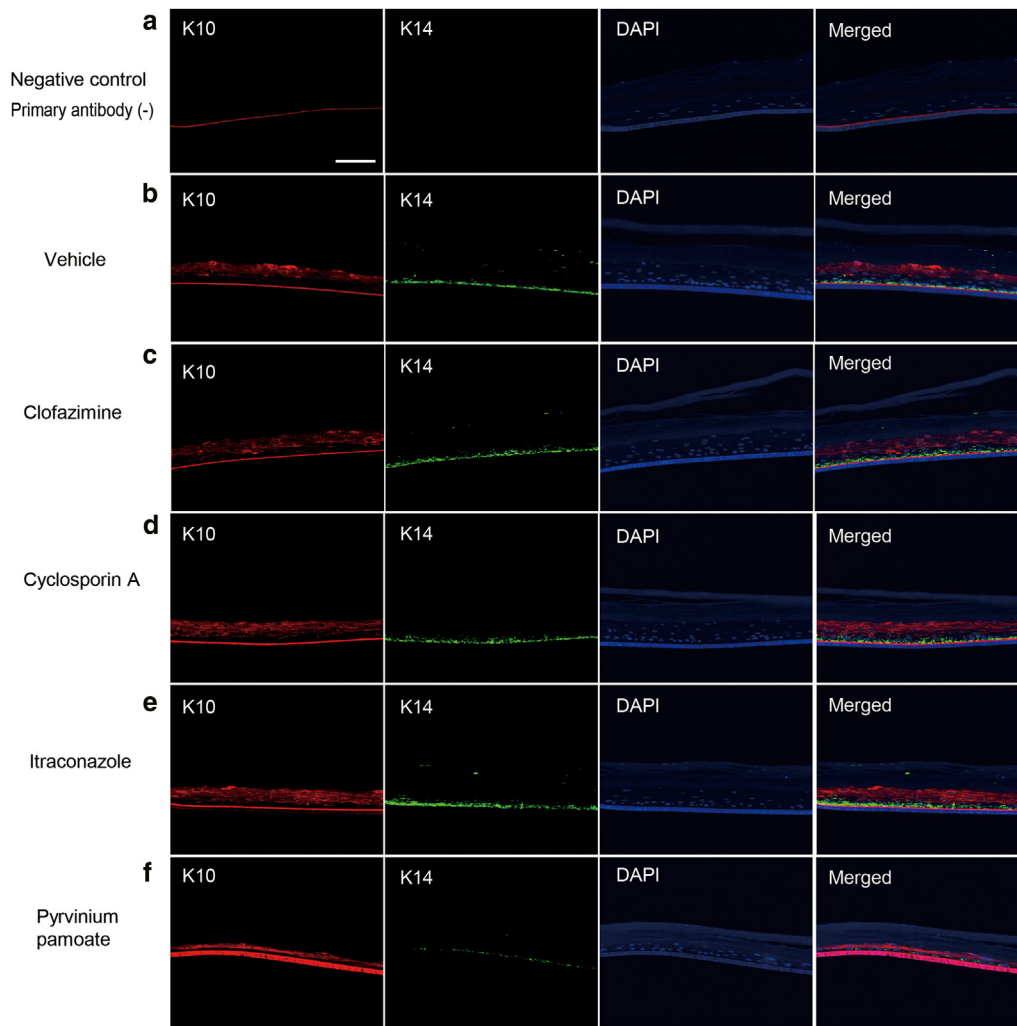 a
K10
K14
DAPI
Merged
Negative control
Primary antibody (-)
b
K10
K14
DAPI
Merged
Vehicle
c
K10
K14
DAPI
Merged
Clofazimine
d
K10
K14
DAPI
Merged
Cyclosporin A
e
K10
K14
DAPI
Merged
Itraconazole
f
K10
K14
DAPI
Merged
Pyrvinium
pamoate